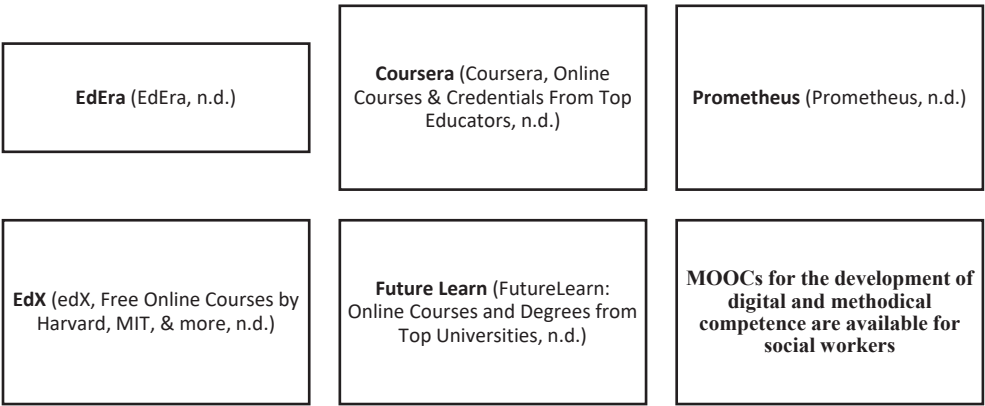 EdEra (EdEra, n.d.)
Coursera (Coursera, Online
Courses & Credentials From Top
Educators, n.d.)
Prometheus (Prometheus, n.d.)
EdX (edX, Free Online Courses by
Harvard, MIT, & more, n.d.)
Future Learn (FutureLearn:
Online Courses and Degrees from
Top Universities, n.d.)
MOOCs for the development of
digital and methodical
competence are available for
social workers